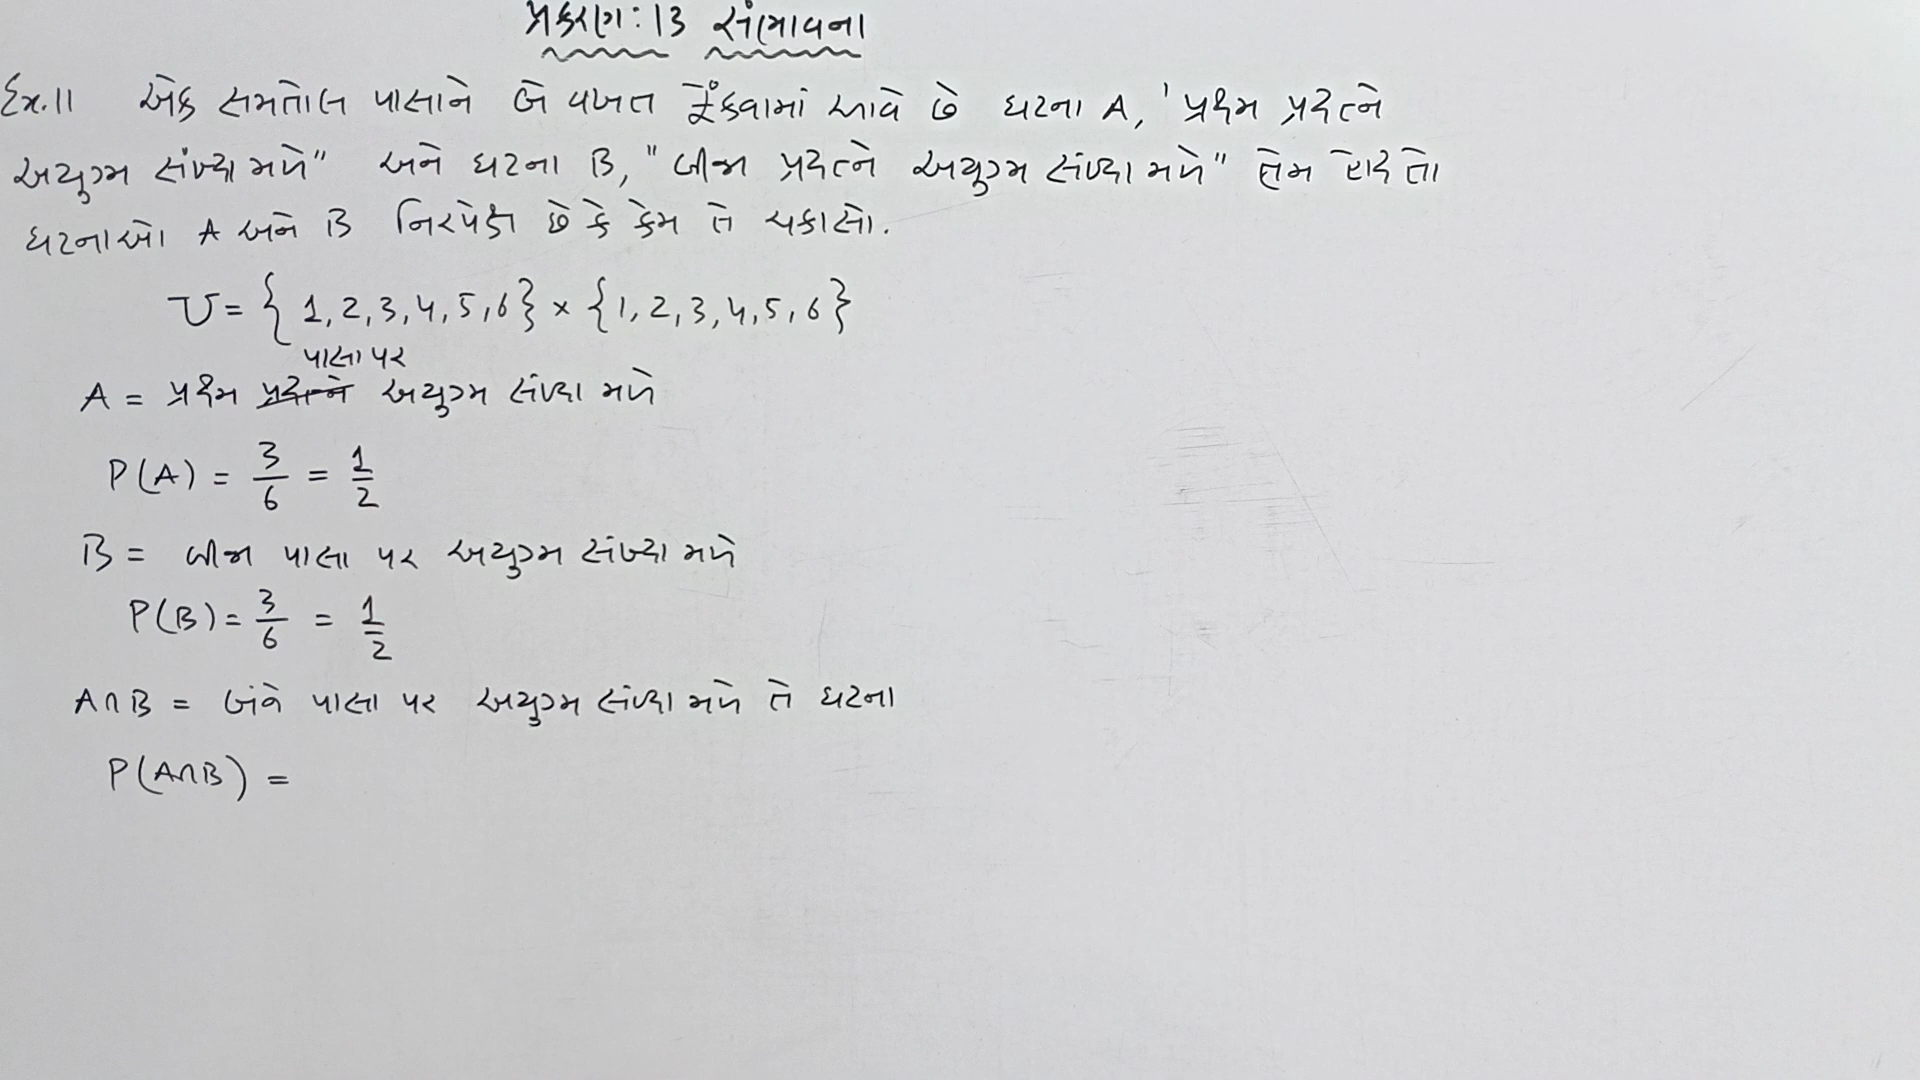 પ્રકરણ : 13 સંભાવના
Ex.11 એક સમતોલ પાસાને બે વખત ફેંકવામાં આવે છે ઘટના A, ' પ્રથમ પ્રયત્ને
અયુગ્મ સંખ્યા મળે" અને ઘટના B, " બીજા પ્રયત્ને અયુગ્મ સંખ્યા મળે" તેમ હોય તો
ઘટનાઓ A અને B નિરપેક્ષ છે કે કેમ તે ચકાસો.
U = { 1, 2, 3, 4, 5, 6} × {1, 2, 3, 4, 5, 6}
પાસા પર
A = પ્રથમ પ્રયત્ને અયુગ્મ સંખ્યા મળે
P(A) = 3/6 = 1/2
B = બીજા પાસા પર અયુગ્મ સંખ્યા મળે
P(B) = 3/6 = 1/2
A∩B = બંને પાસા પર અયુગ્મ સંખ્યા મળે તે ઘટના
P(A∩B) =